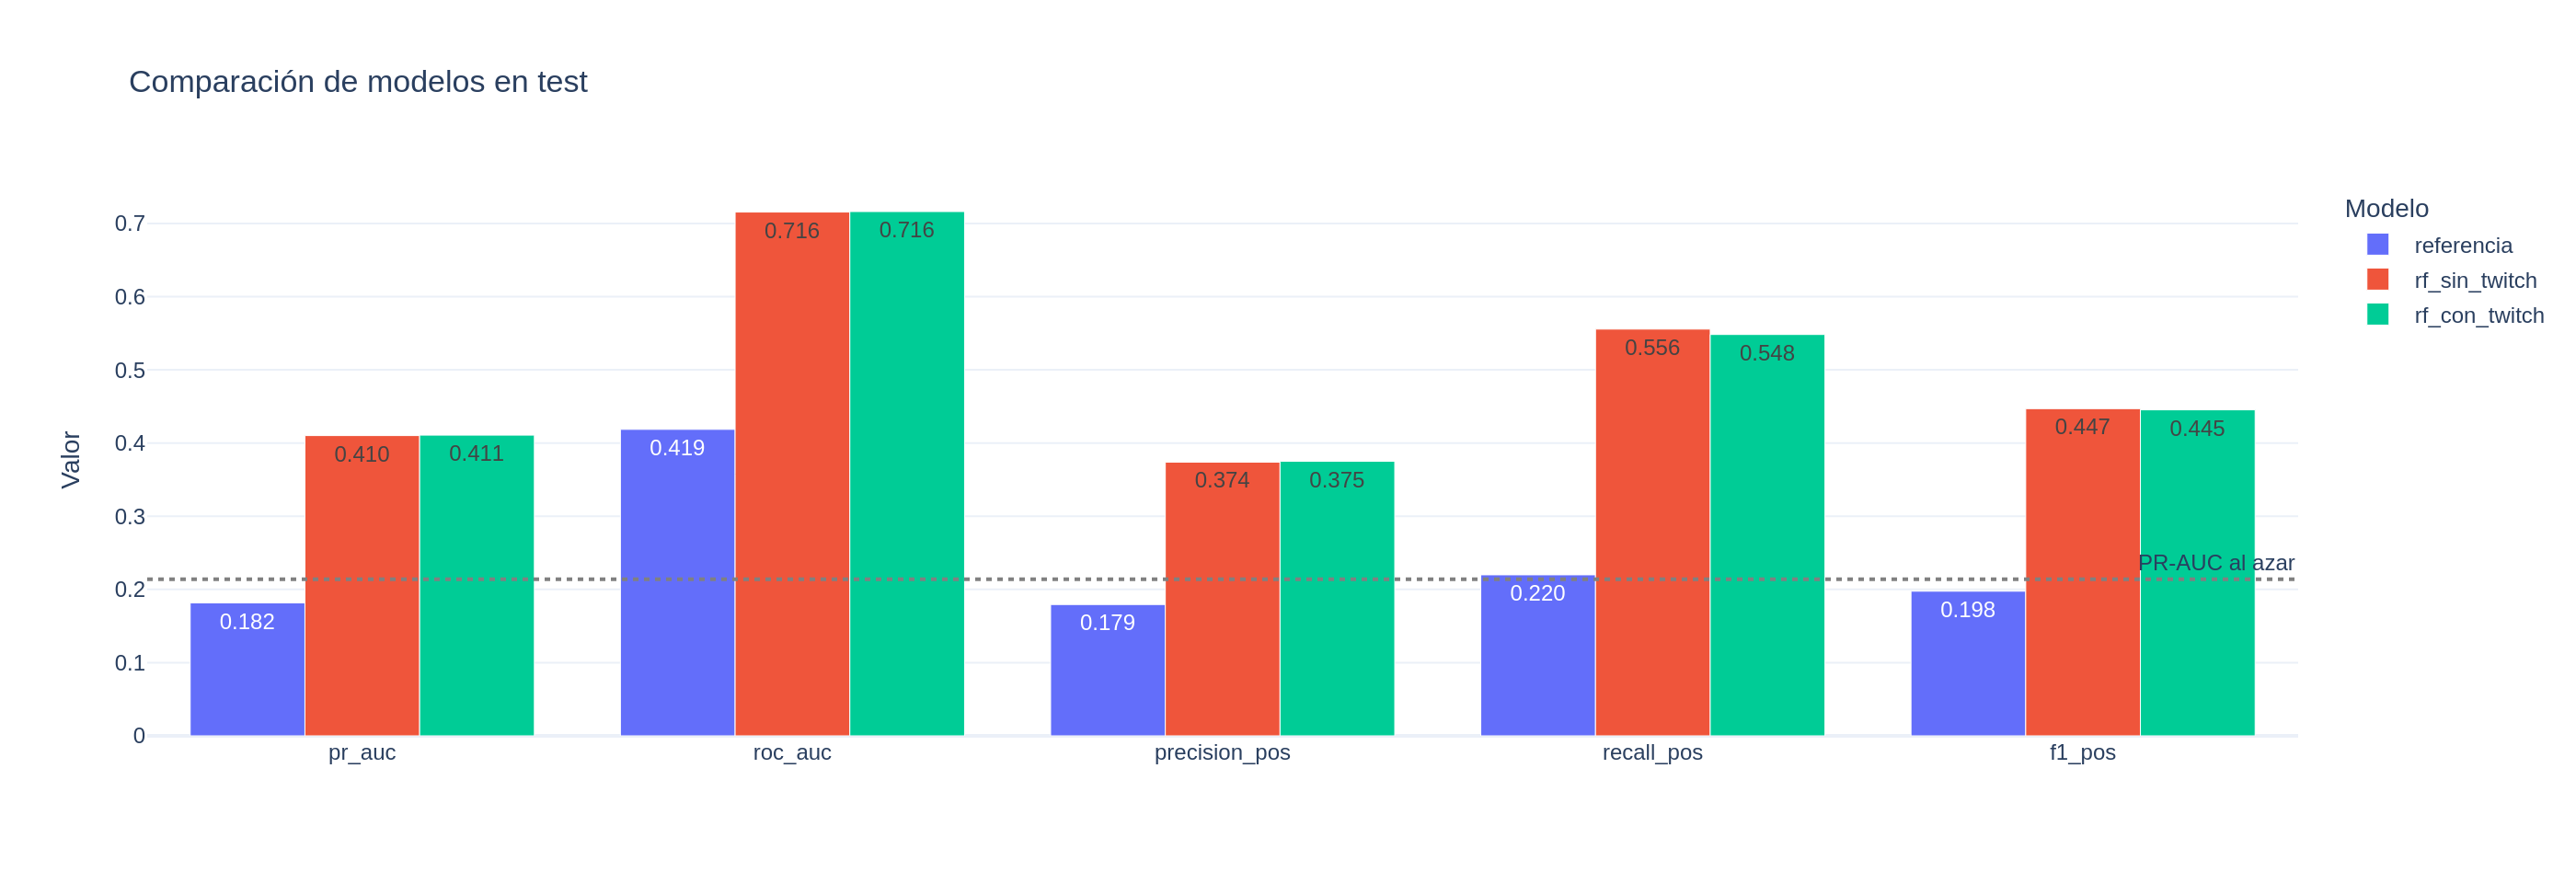 Comparación de modelos en test
Modelo
referencia
rf_sin_twitch
rf_con_twitch
Valor
0.7
0.6
0.5
0.4
0.3
0.2
0.1
0
0.182
0.410
0.411
0.419
0.716
0.716
0.179
0.374
0.375
0.220
0.556
0.548
0.198
0.447
0.445
PR-AUC al azar
pr_auc
roc_auc
precision_pos
recall_pos
f1_pos